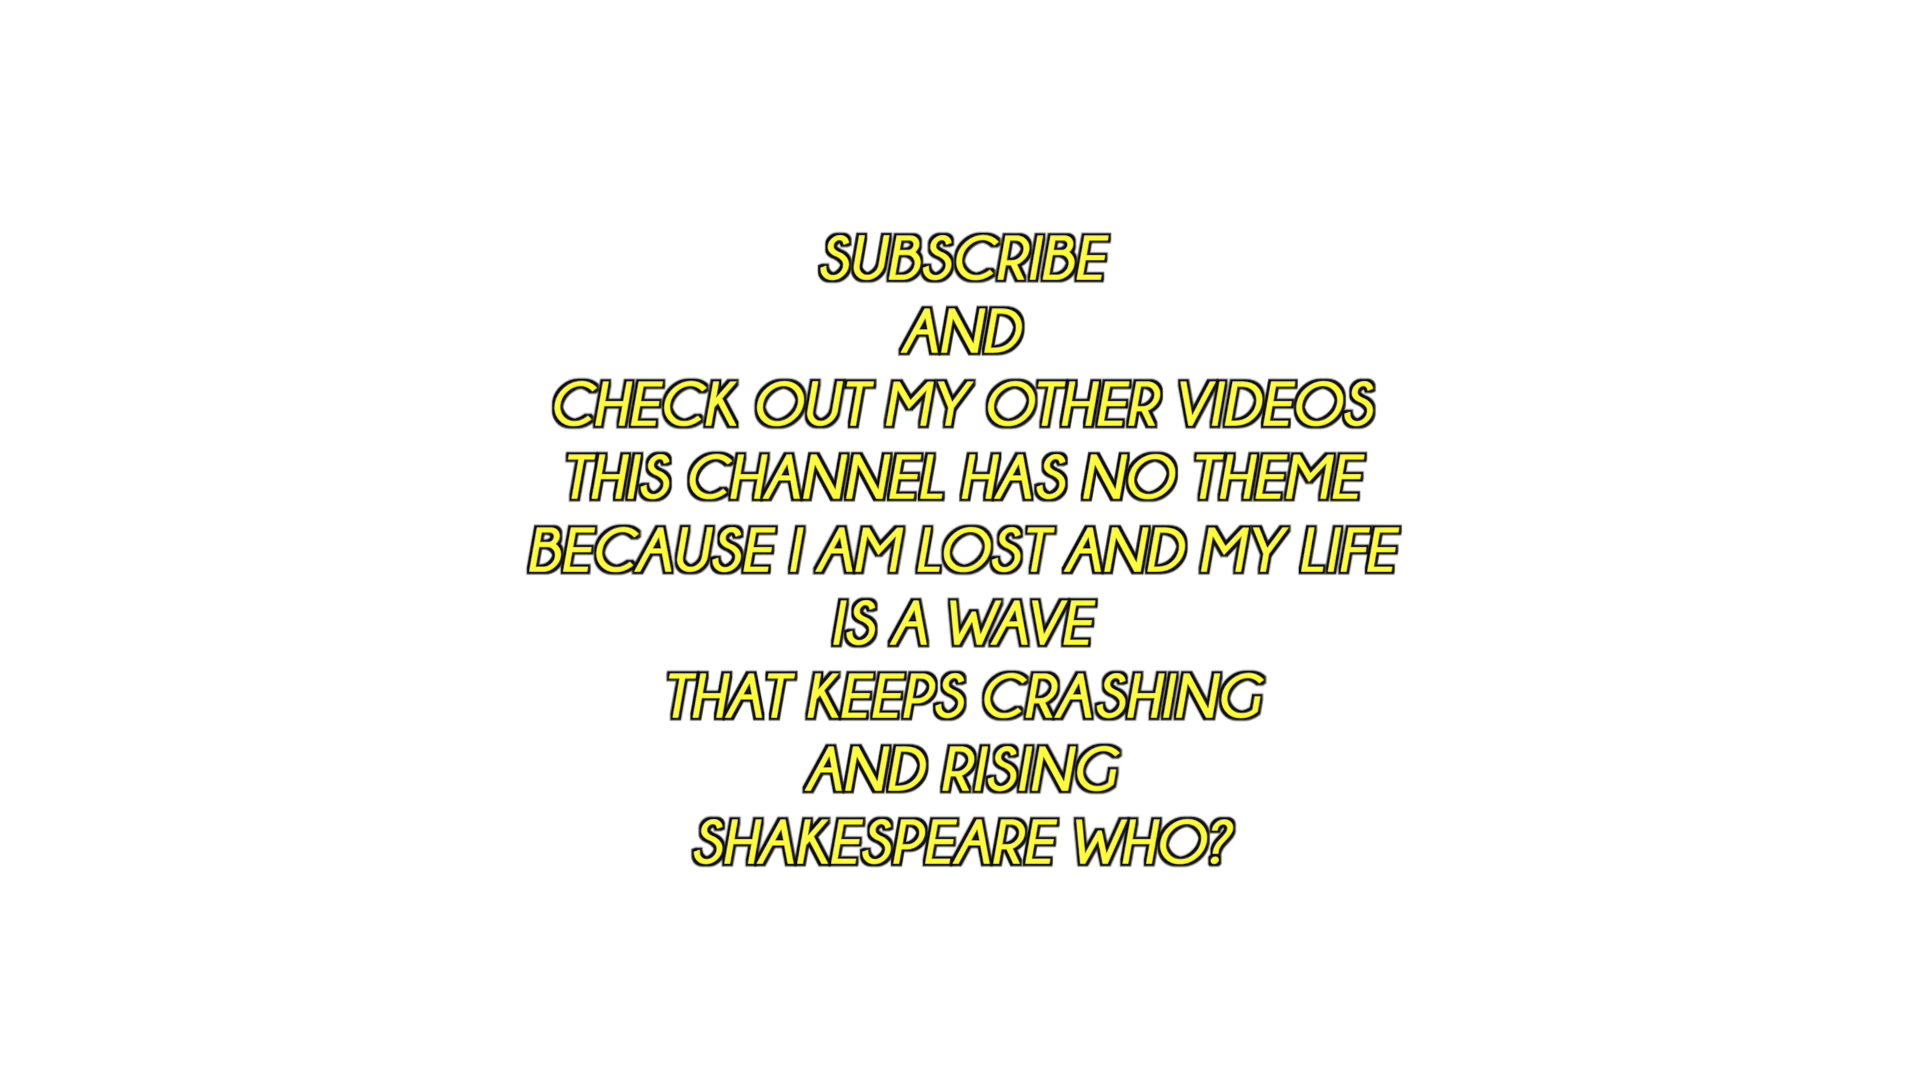 SUBSCRIBE
AND
CHECK OUT MY OTHER VIDEOS
THIS CHANNEL HAS NO THEME
BECAUSE I AM LOST AND MY LIFE
IS A WAVE
THAT KEEPS CRASHING
AND RISING
SHAKESPEARE WHO?